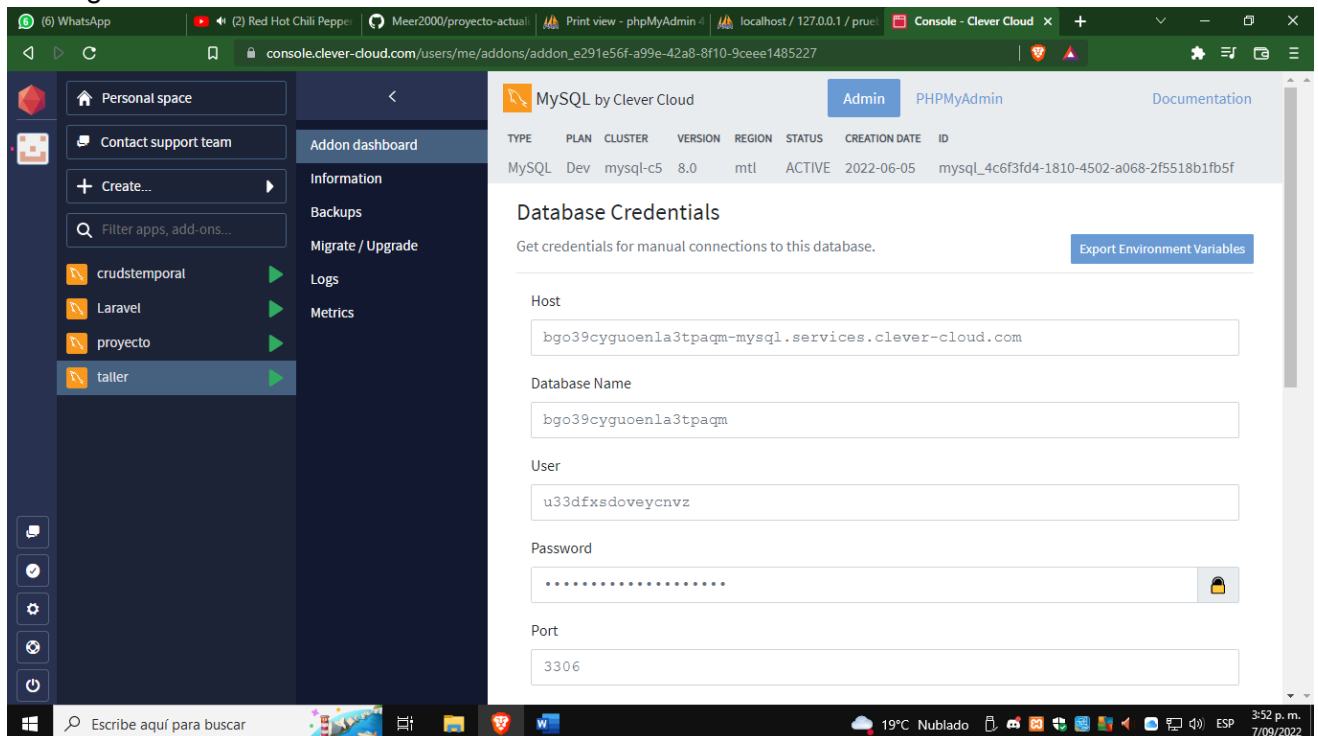 (6) WhatsApp
(2) Red Hot Chili Pepper
Meer2000/proyecto-actuali
Print view - phpMyAdmin 4
localhost / 127.0.0.1 / prue
Console - Clever Cloud
console.clever-cloud.com/users/me/addons/addon_e291e56f-a99e-42a8-8f10-9ceee1485227
Personal space
Contact support team
Create...
Filter apps, add-ons...
crudstemporal
Laravel
proyecto
taller
Addon dashboard
Information
Backups
Migrate / Upgrade
Logs
Metrics
MySQL by Clever Cloud
Admin
PHPMyAdmin
Documentation
TYPE PLAN CLUSTER VERSION REGION STATUS CREATION DATE ID
MySQL Dev mysql-c5 8.0 mtl ACTIVE 2022-06-05 mysql_4c6f3fd4-1810-4502-a068-2f5518b1fb5f
Database Credentials
Get credentials for manual connections to this database.
Export Environment Variables
Host
bgo39cyguoenla3tpaqm-mysql.services.clever-cloud.com
Database Name
bgo39cyguoenla3tpaqm
User
u33dfxsdoveycnvz
Password
••••••••••••••••••••
Port
3306
Escribe aquí para buscar
19°C Nublado
ESP
3:52 p. m.
7/09/2022